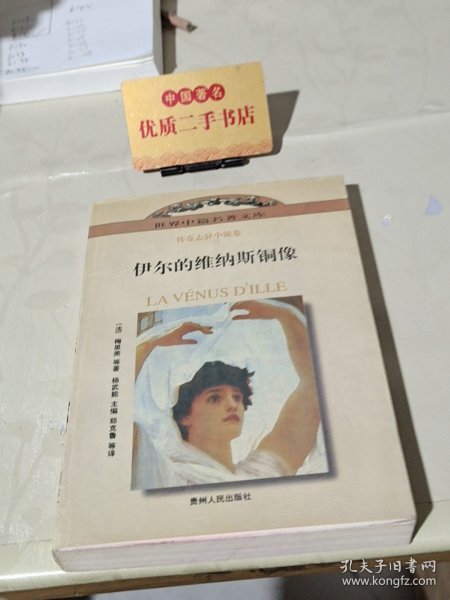 中国著名
优质二手书店
世界中篇名著文库
传奇志异小说卷
伊尔的维纳斯铜像
LA VÉNUS D'ILLE
[法] 梅里美 等著 杨武能 主编 郑克鲁 等译
贵州人民出版社
孔夫子旧书网
www.kongfz.com